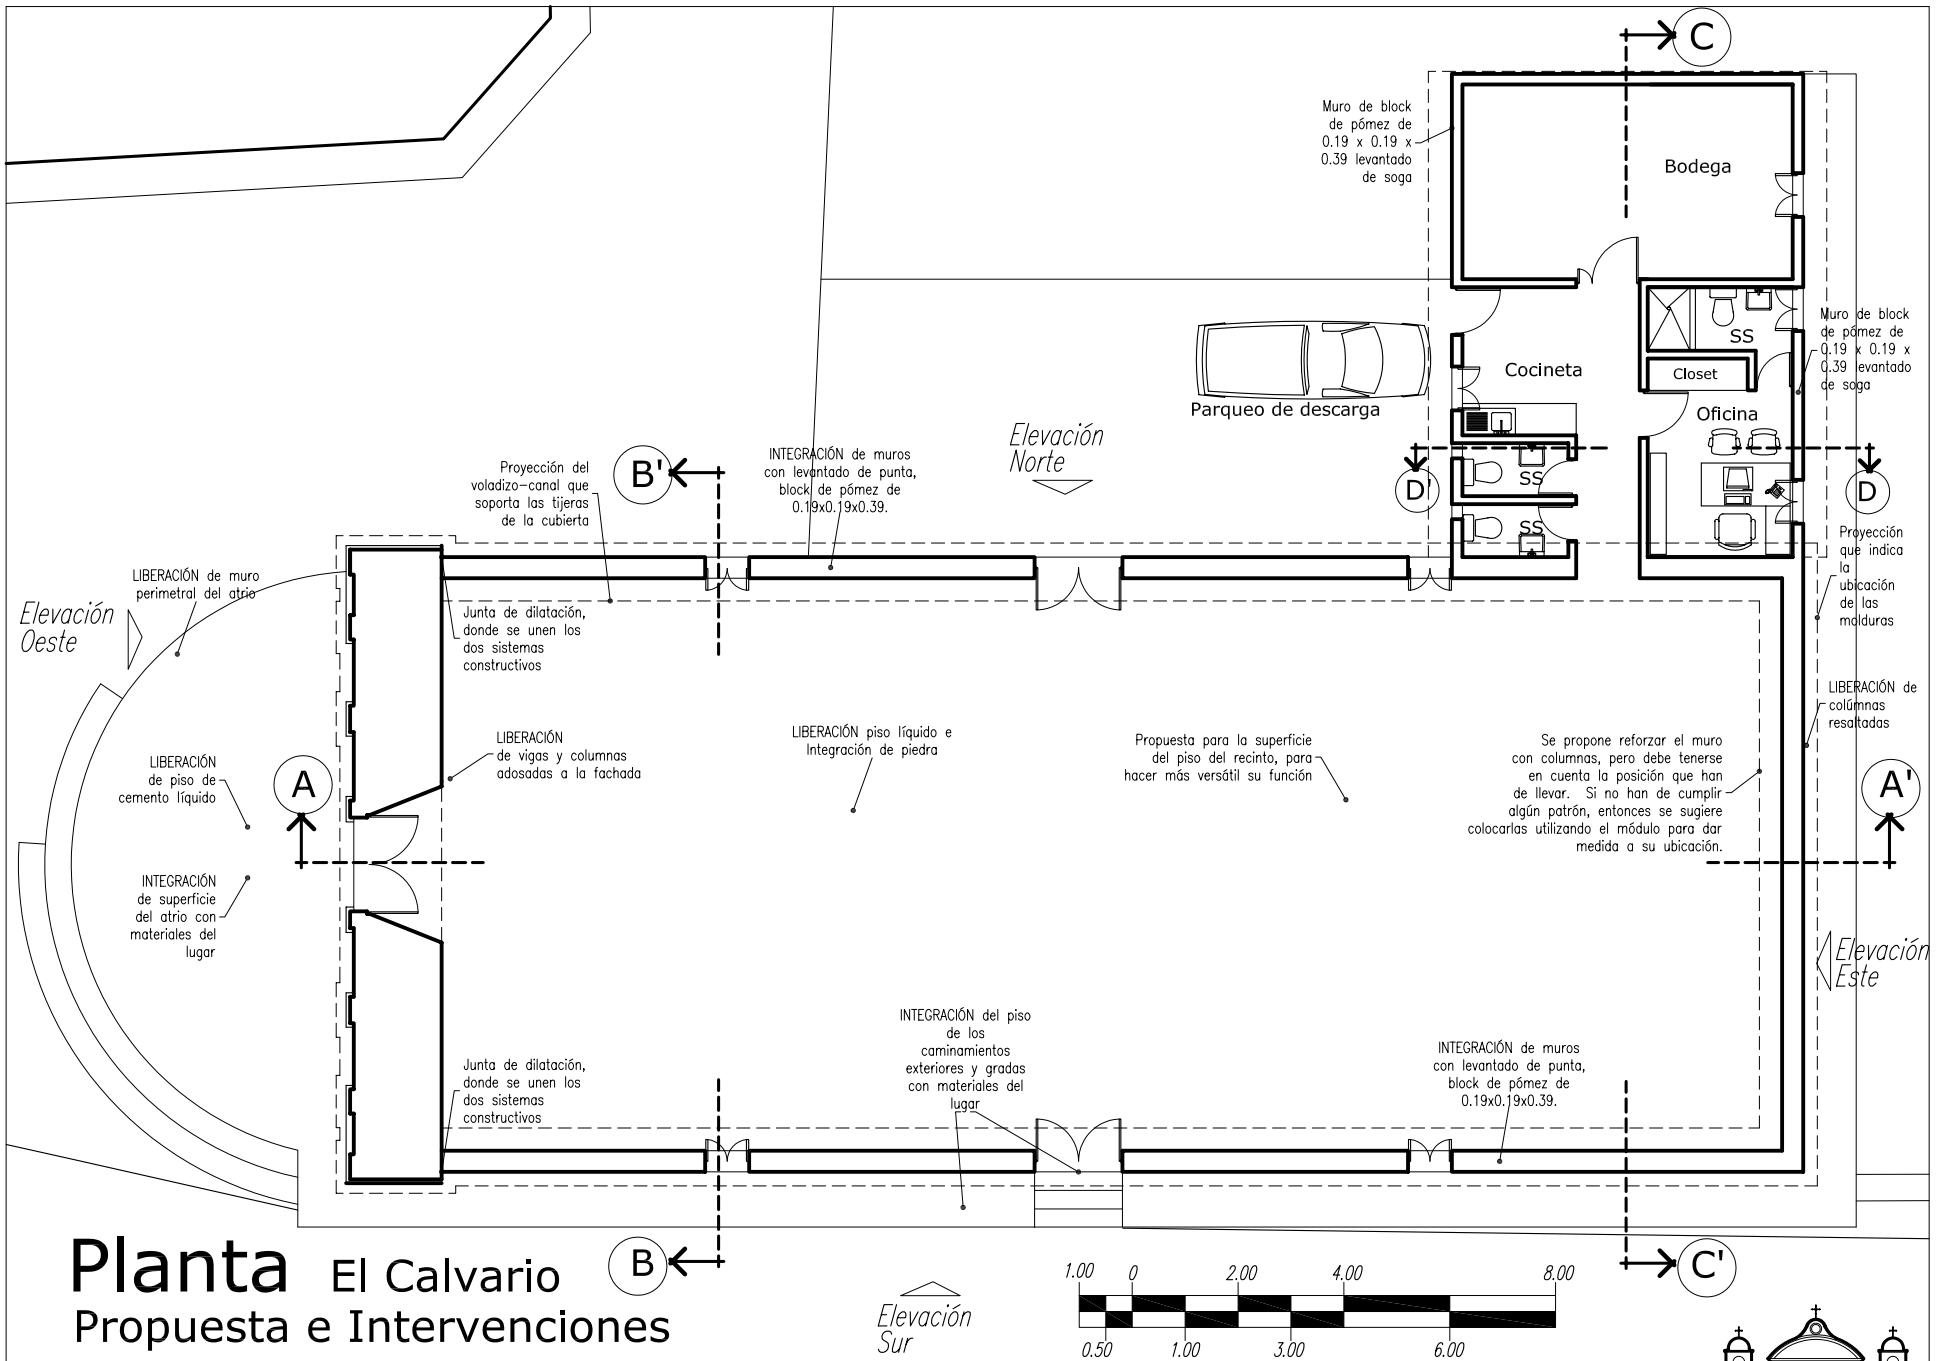 C
Muro de block
de pómez de
0.19 x 0.19 x
0.39 levantado
de soga
Bodega
Muro de block
de pómez de
0.19 x 0.19 x
0.39 levantado
de soga
SS
Closet
Cocineta
Oficina
Parqueo de descarga
SS
SS
D'
D
Elevación
Norte
B'
INTEGRACIÓN de muros
con levantado de punta,
block de pómez de
0.19x0.19x0.39.
Proyección del
voladizo-canal que
soporta las tijeras
de la cubierta
Proyección
que indica
la
ubicación
de las
molduras
LIBERACIÓN de muro
perimetral del atrio
Elevación
Oeste
Junta de dilatación,
donde se unen los
dos sistemas
constructivos
LIBERACIÓN de
colúmnas
resaltadas
LIBERACIÓN
de vigas y columnas
adosadas a la fachada
LIBERACIÓN piso líquido e
Integración de piedra
Propuesta para la superficie
del piso del recinto, para
hacer más versátil su función
Se propone reforzar el muro
con columnas, pero debe tenerse
en cuenta la posición que han
de llevar. Si no han de cumplir
algún patrón, entonces se sugiere
colocarlas utilizando el módulo para dar
medida a su ubicación.
LIBERACIÓN
de piso de
cemento líquido
A
A'
INTEGRACIÓN
de superficie
del atrio con
materiales del
lugar
Elevación
Este
INTEGRACIÓN del piso
de los
caminamientos
exteriores y gradas
con materiales del
lugar
INTEGRACIÓN de muros
con levantado de punta,
block de pómez de
0.19x0.19x0.39.
Junta de dilatación,
donde se unen los
dos sistemas
constructivos
Planta El Calvario
Propuesta e Intervenciones
B
C'
Elevación
Sur
1.00 0 2.00 4.00 8.00
0.50 1.00 3.00 6.00